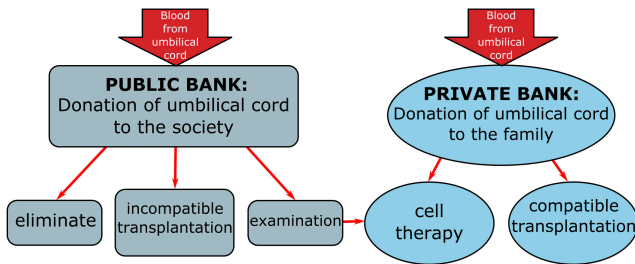 Blood
from
umbilical
cord
PUBLIC BANK:
Donation of umbilical cord
to the society
eliminate
incompatible
transplantation
examination
Blood
from
umbilical
cord
PRIVATE BANK:
Donation of umbilical cord
to the family
cell
therapy
compatible
transplantation